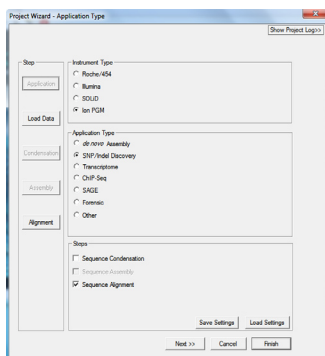 Project Wizard - Application Type
Show Project Log>>
Step
Application
Load Data
Condensation
Assembly
Alignment
Instrument Type
Roche/454
Illumina
SOLiD
Ion PGM
Application Type
de novo Assembly
SNP/Indel Discovery
Transcriptome
ChIP-Seq
SAGE
Forensic
Other
Steps
Sequence Condensation
Sequence Assembly
Sequence Alignment
Save Settings Load Settings
Next >> Cancel Finish